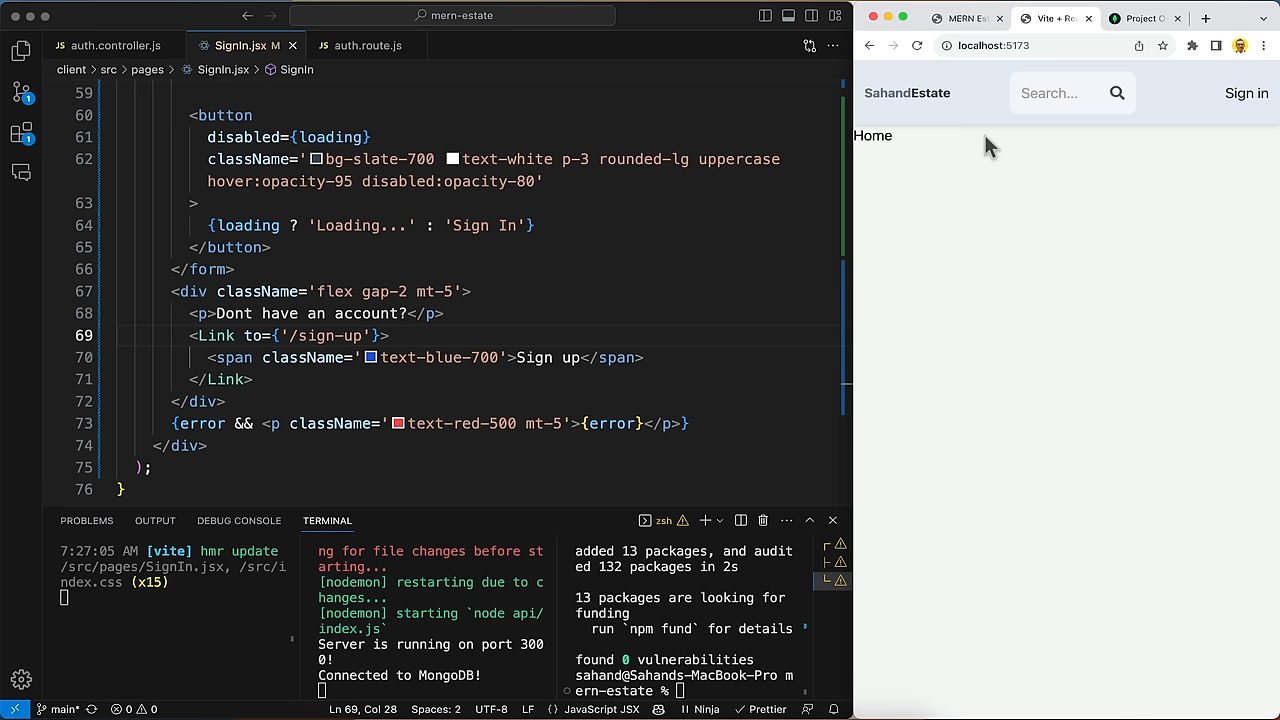 mern-estate
JS auth.controller.js
SignIn.jsx M
JS auth.route.js
client > src > pages > SignIn.jsx > SignIn
59
60 <button
61 disabled={loading}
62 className='bg-slate-700 text-white p-3 rounded-lg uppercase
hover:opacity-95 disabled:opacity-80'
63 >
64 {loading ? 'Loading...' : 'Sign In'}
65 </button>
66 </form>
67 <div className='flex gap-2 mt-5'>
68 <p>Dont have an account?</p>
69 <Link to={'/sign-up'}>
70 <span className='text-blue-700'>Sign up</span>
71 </Link>
72 </div>
73 {error && <p className='text-red-500 mt-5'>{error}</p>}
74 </div>
75 );
76 }
1
1
PROBLEMS OUTPUT DEBUG CONSOLE TERMINAL
zsh
7:27:05 AM [vite] hmr update
/src/pages/SignIn.jsx, /src/i
ndex.css (x15)
ng for file changes before st
arting...
[nodemon] restarting due to c
hanges...
[nodemon] starting `node api/
index.js`
Server is running on port 300
0!
Connected to MongoDB!
added 13 packages, and audit
ed 132 packages in 2s
13 packages are looking for
funding
run `npm fund` for details
found 0 vulnerabilities
sahand@Sahands-MacBook-Pro m
ern-estate %
main* 0 0 Ln 69, Col 28 Spaces: 2 UTF-8 LF {} JavaScript JSX Ninja Prettier
MERN Es
Vite + Re
Project O
localhost:5173
SahandEstate
Search...
Sign in
Home